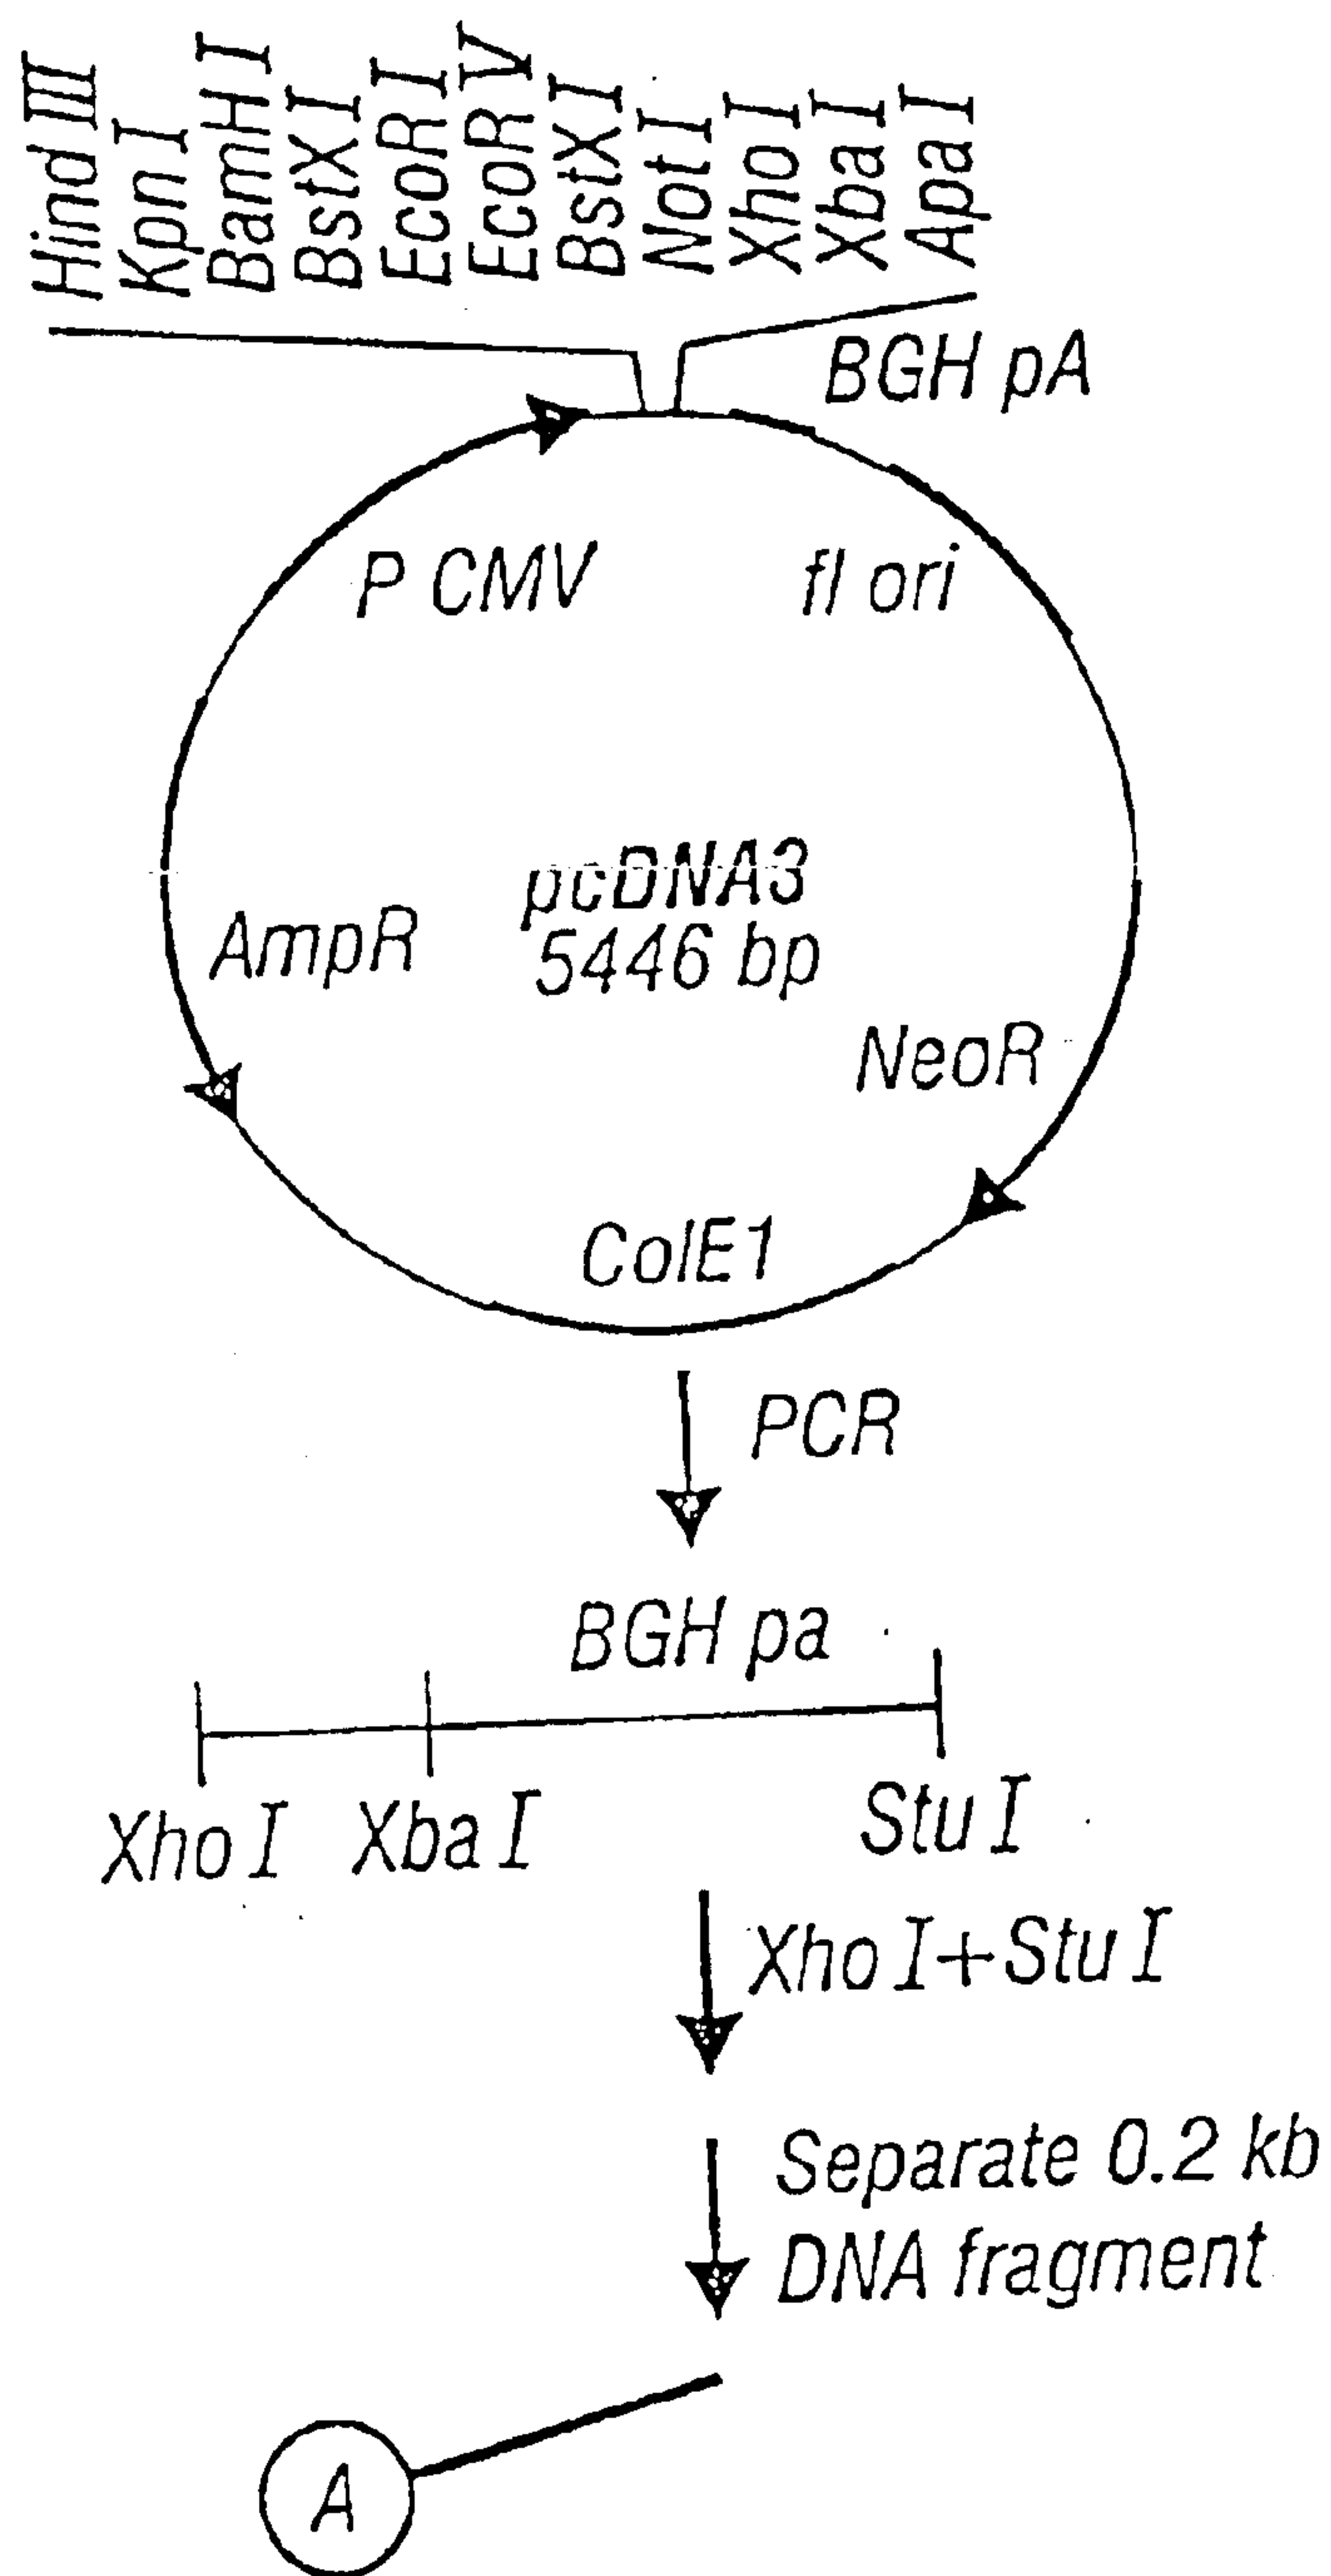 Hind III
Kpn I
BamH I
BstX I
EcoR I
EcoR V
BstX I
Not I
Xho I
Xba I
Apa I
BGH pA
P CMV
fl ori
pcDNA3
5446 bp
AmpR
NeoR
ColE1
PCR
BGH pa
Xho I
Xba I
Stu I
Xho I+Stu I
Separate 0.2 kb
DNA fragment
A